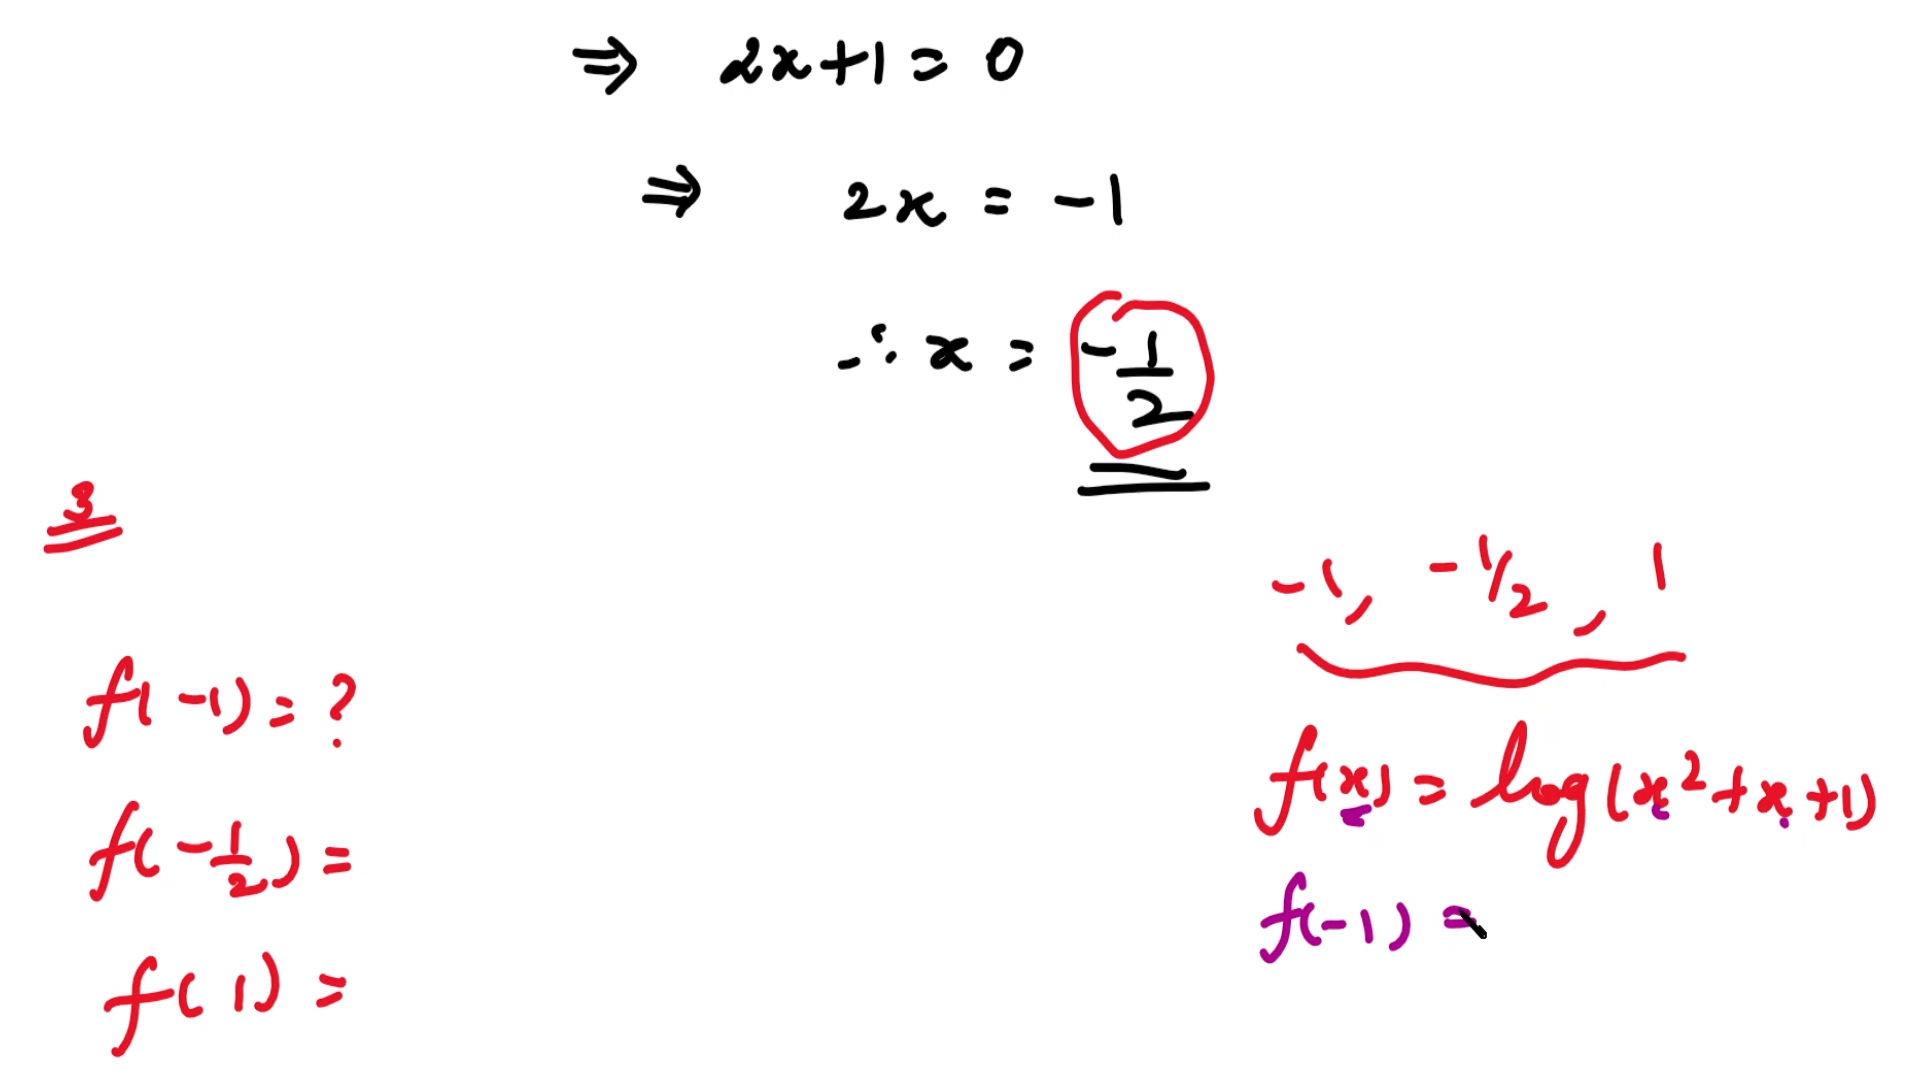 ⇒ 2x+1 = 0
⇒ 2x = -1
∴ x = -1/2
3
-1, -1/2, 1
f(-1) = ?
f(x) = log(x²+x+1)
f(-1/2) =
f(-1) =
f(1) =